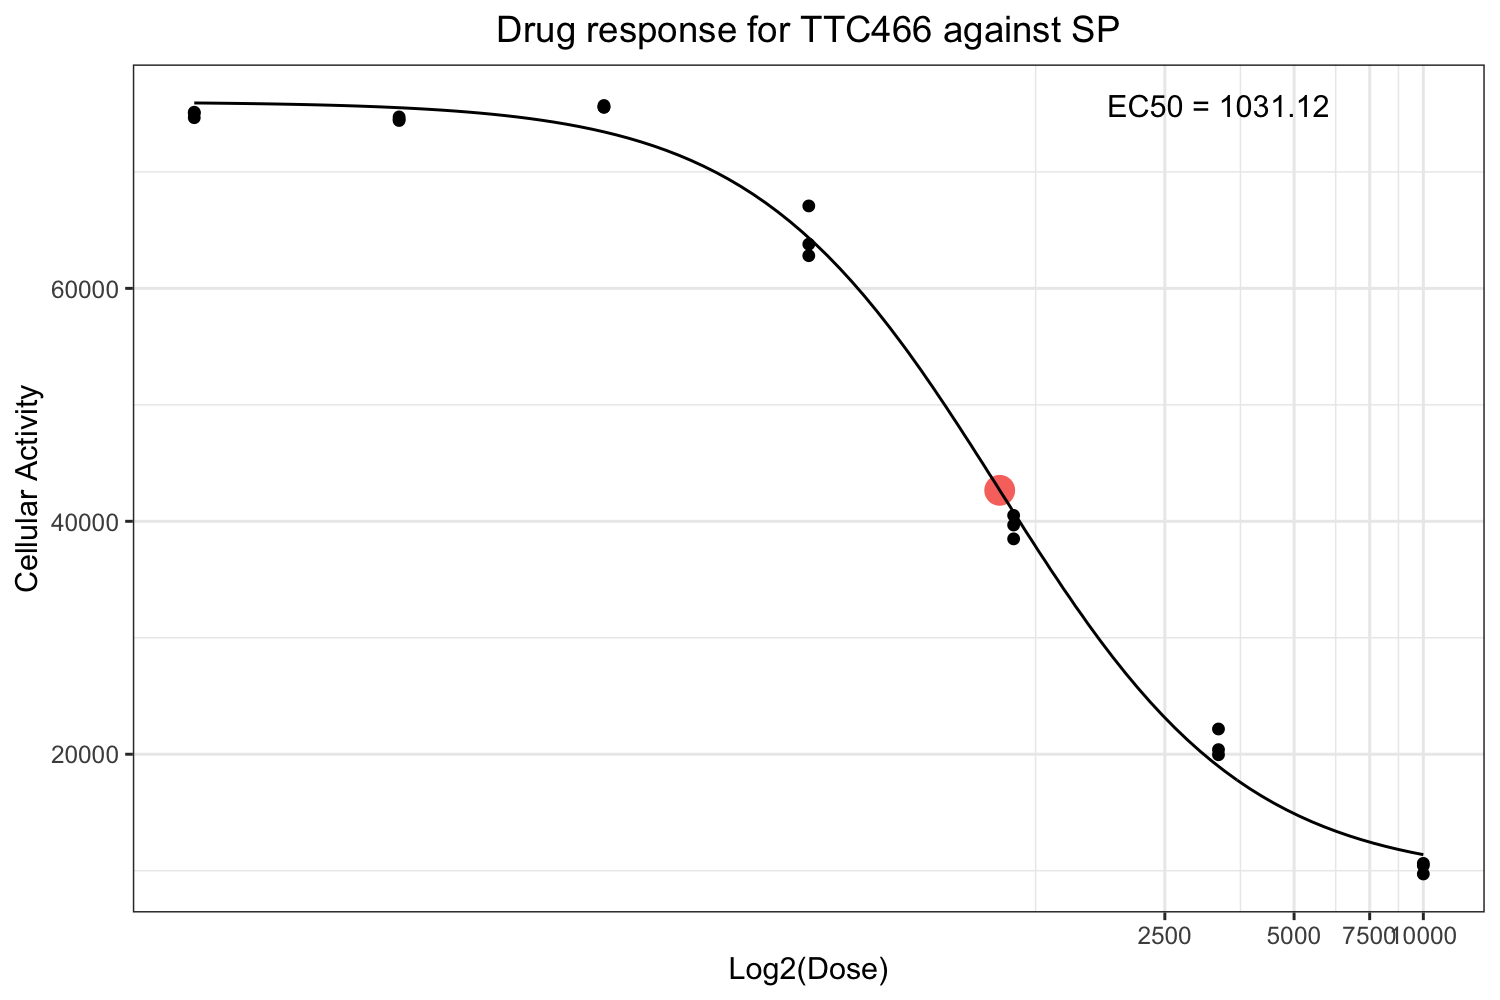 Drug response for TTC466 against SP
EC50 = 1031.12
Cellular Activity
60000
40000
20000
2500 5000 7500 10000
Log2(Dose)